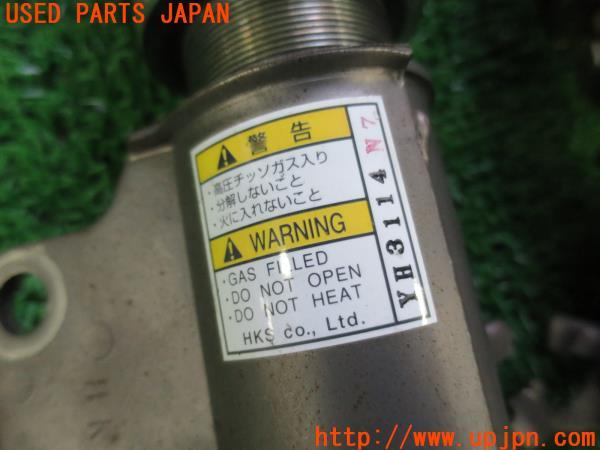 USED PARTS JAPAN
警告
・高圧チッソガス入り
・分解しないこと
・火に入れないこと
WARNING
・GAS FILLED
・DO NOT OPEN
・DO NOT HEAT
HKS co., Ltd.
YH3114 NZ
http://www.upjpn.com